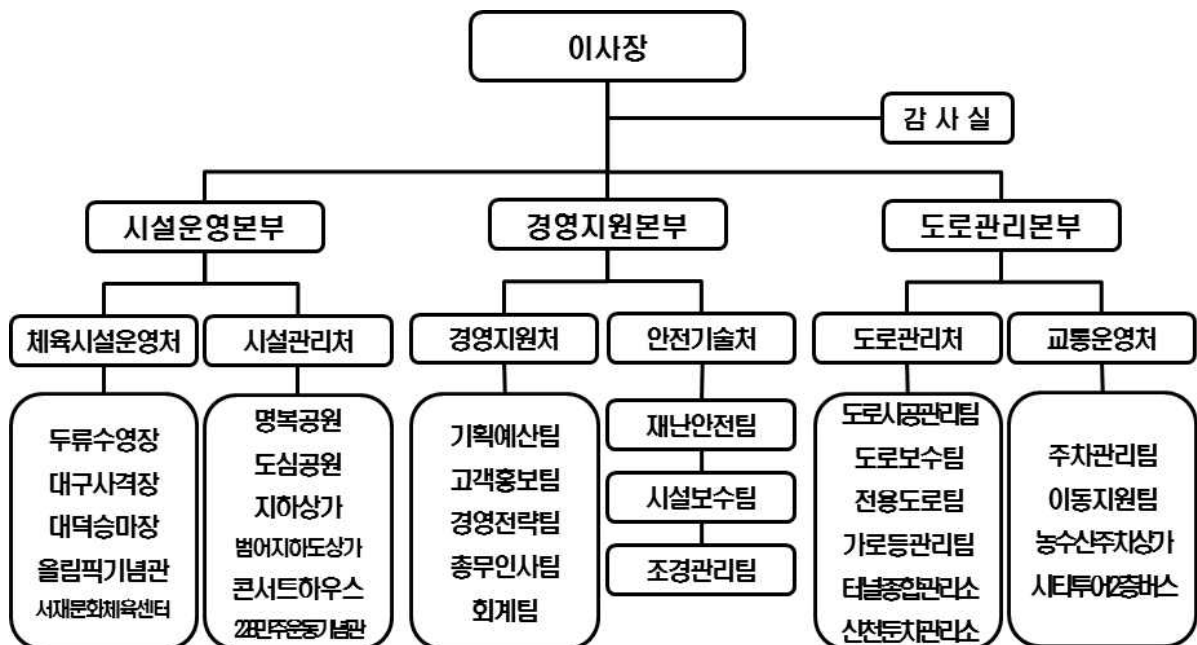 이사장
감 사 실
시설운영본부
경영지원본부
도로관리본부
체육시설운영처
시설관리처
경영지원처
안전기술처
도로관리처
교통운영처
두류수영장
대구사격장
대덕승마장
올림픽기념관
서재문화체육센터
명복공원
도심공원
지하상가
범어지하도상가
콘서트하우스
228민주운동기념관
기획예산팀
고객홍보팀
경영전략팀
총무인사팀
회계팀
재난안전팀
시설보수팀
조경관리팀
도로시공관리팀
도로보수팀
전용도로팀
가로등관리팀
터널종합관리소
신천둔치관리소
주차관리팀
이동지원팀
농수산주차상가
시티투어2층버스